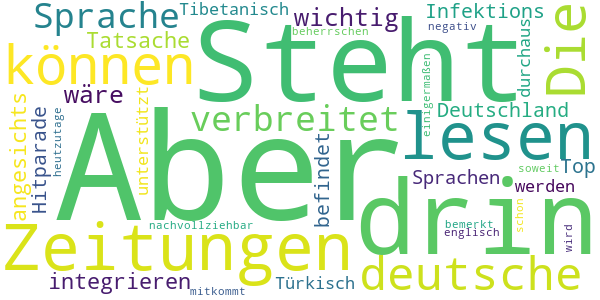 Sprache
Tibetanisch
wichtig
Infektions
Die
Tatsache
beherrschen
Steht
negativ
durchaus
können
wäre
verbreitet
einigermaßen
Deutschland
angesichts
Hitparade
heutzutage
unterstützt
Aber
befindet
lesen
Top
soweit
Sprachen
werden
drin
nachvollziehbar
bemerkt
englisch
schon
wird
Zeitungen
integrieren
Türkisch
deutsche
mitkommt